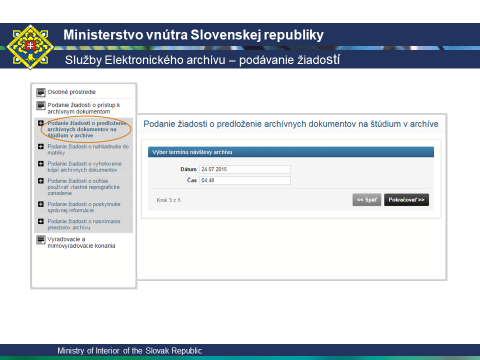 Ministerstvo vnútra Slovenskej republiky
Služby Elektronického archívu – podávanie žiadostí
Osobné prostredie
Podanie žiadosti o prístup k
archívnym dokumentom
Podanie žiadosti o predloženie
archívnych dokumentov na
štúdium v archíve
Podanie žiadosti o nahliadnutie do
matriky
Podanie žiadosti o vyhotovenie
kópií archívnych dokumentov
Podanie žiadosti o súhlas
používať vlastné reprografické
zariadenie
Podanie žiadosti o poskytnutie
správnej informácie
Podanie žiadosti o nasnímanie
priestorov archívu
Vyraďovacie a
mimovyraďovacie konania
Podanie žiadosti o predloženie archívnych dokumentov na štúdium v archíve
Výber termínu návštevy archívu
Dátum 24.07.2015
Čas 04:48
Krok 3 z 5
<< Späť
Pokračovať >>
Ministry of Interior of the Slovak Republic